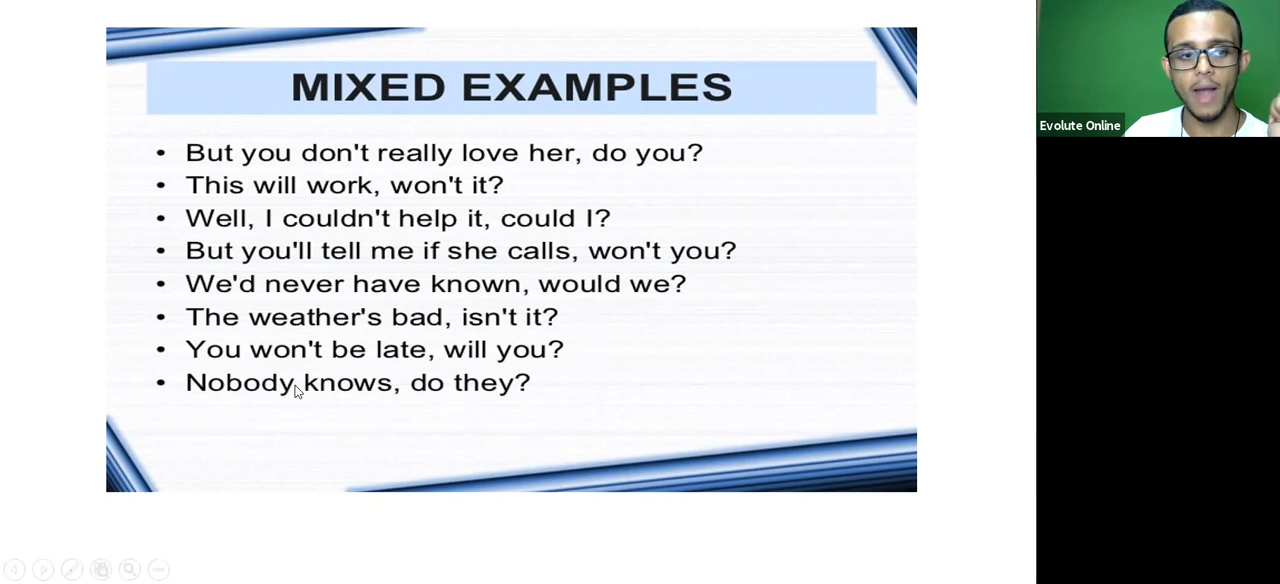 MIXED EXAMPLES
• But you don't really love her, do you?
• This will work, won't it?
• Well, I couldn't help it, could I?
• But you'll tell me if she calls, won't you?
• We'd never have known, would we?
• The weather's bad, isn't it?
• You won't be late, will you?
• Nobody knows, do they?
Evolute Online